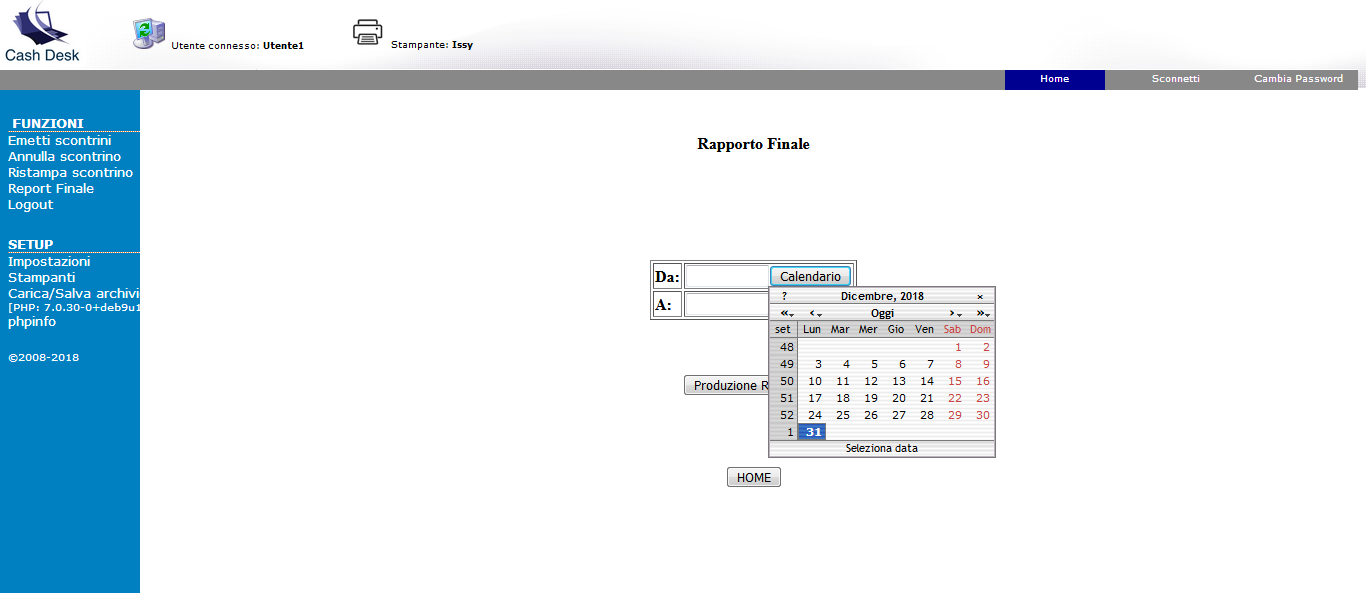 Cash Desk
Utente connesso: Utente1
Stampante: Issy
Home Sconnetti Cambia Password
FUNZIONI
Emetti scontrini
Annulla scontrino
Ristampa scontrino
Report Finale
Logout
SETUP
Impostazioni
Stampanti
Carica/Salva archivi
[PHP: 7.0.30-0+deb9u1
phpinfo
©2008-2018
Rapporto Finale
Da: Calendario
A:
? Dicembre, 2018 ×
« ‹ Oggi › »
set Lun Mar Mer Gio Ven Sab Dom
48 1 2
49 3 4 5 6 7 8 9
50 10 11 12 13 14 15 16
51 17 18 19 20 21 22 23
52 24 25 26 27 28 29 30
1 31
Seleziona data
Produzione R
HOME